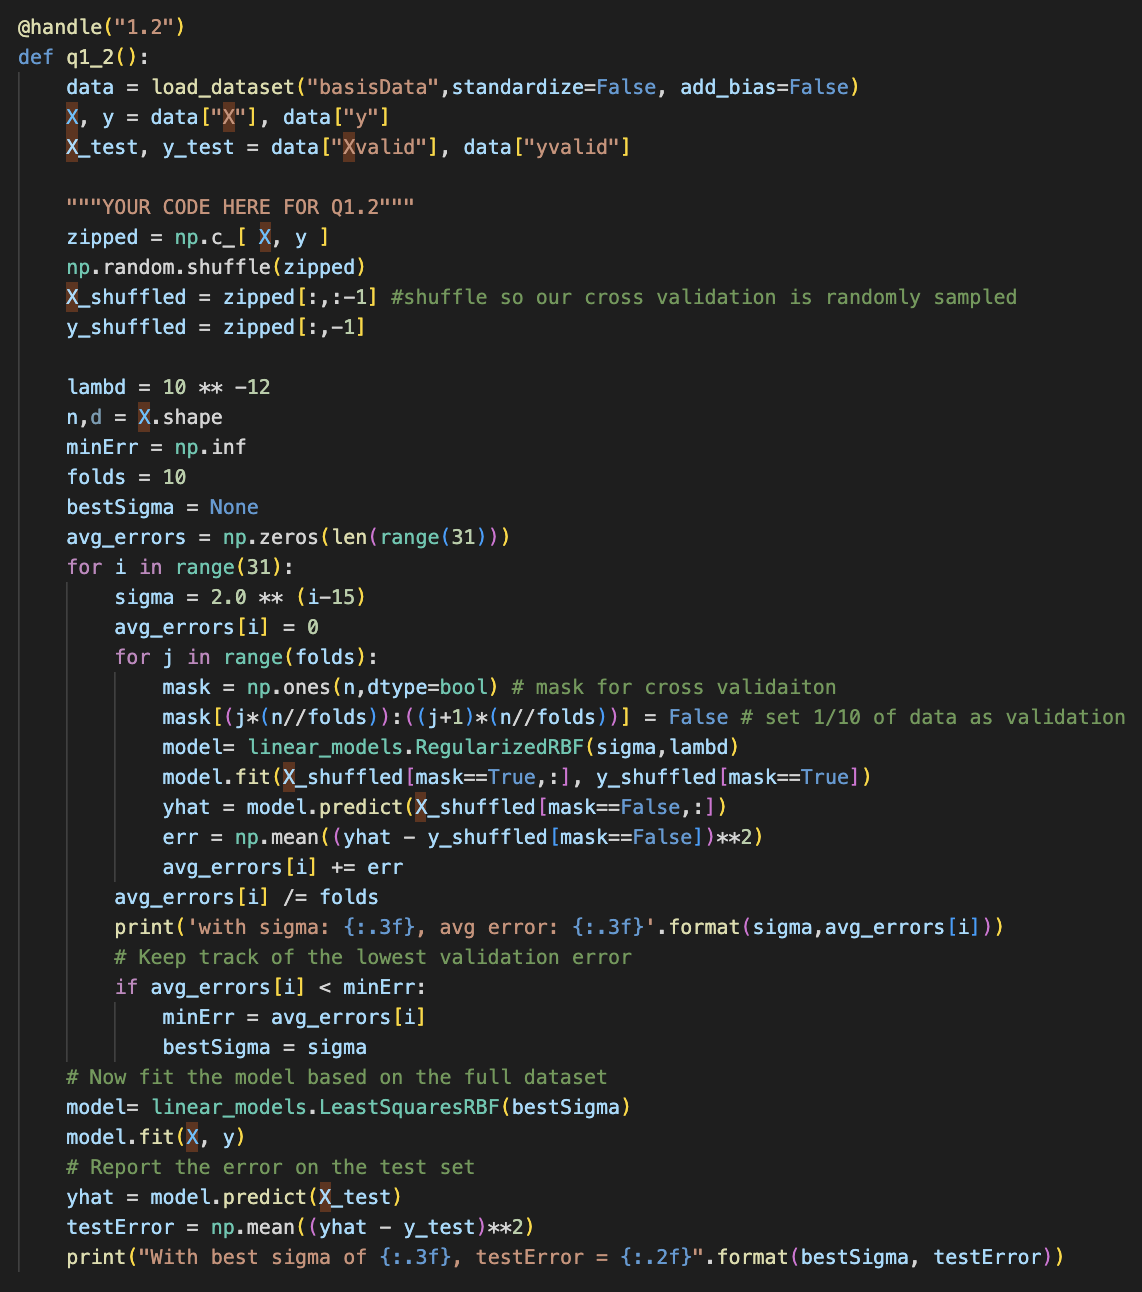 @handle("1.2")
def q1_2():
    data = load_dataset("basisData",standardize=False, add_bias=False)
    X, y = data["X"], data["y"]
    X_test, y_test = data["Xvalid"], data["yvalid"]

    """YOUR CODE HERE FOR Q1.2"""
    zipped = np.c_[ X, y ]
    np.random.shuffle(zipped)
    X_shuffled = zipped[:,:-1] #shuffle so our cross validation is randomly sampled
    y_shuffled = zipped[:,-1]

    lambd = 10 ** -12
    n,d = X.shape
    minErr = np.inf
    folds = 10
    bestSigma = None
    avg_errors = np.zeros(len(range(31)))
    for i in range(31):
        sigma = 2.0 ** (i-15)
        avg_errors[i] = 0
        for j in range(folds):
            mask = np.ones(n,dtype=bool) # mask for cross validaiton
            mask[(j*(n//folds)):((j+1)*(n//folds))] = False # set 1/10 of data as validation
            model= linear_models.RegularizedRBF(sigma,lambd)
            model.fit(X_shuffled[mask==True,:], y_shuffled[mask==True])
            yhat = model.predict(X_shuffled[mask==False,:])
            err = np.mean((yhat - y_shuffled[mask==False])**2)
            avg_errors[i] += err
        avg_errors[i] /= folds
        print('with sigma: {:.3f}, avg error: {:.3f}'.format(sigma,avg_errors[i]))
        # Keep track of the lowest validation error
        if avg_errors[i] < minErr:
            minErr = avg_errors[i]
            bestSigma = sigma
    # Now fit the model based on the full dataset
    model= linear_models.LeastSquaresRBF(bestSigma)
    model.fit(X, y)
    # Report the error on the test set
    yhat = model.predict(X_test)
    testError = np.mean((yhat - y_test)**2)
    print("With best sigma of {:.3f}, testError = {:.2f}".format(bestSigma, testError))